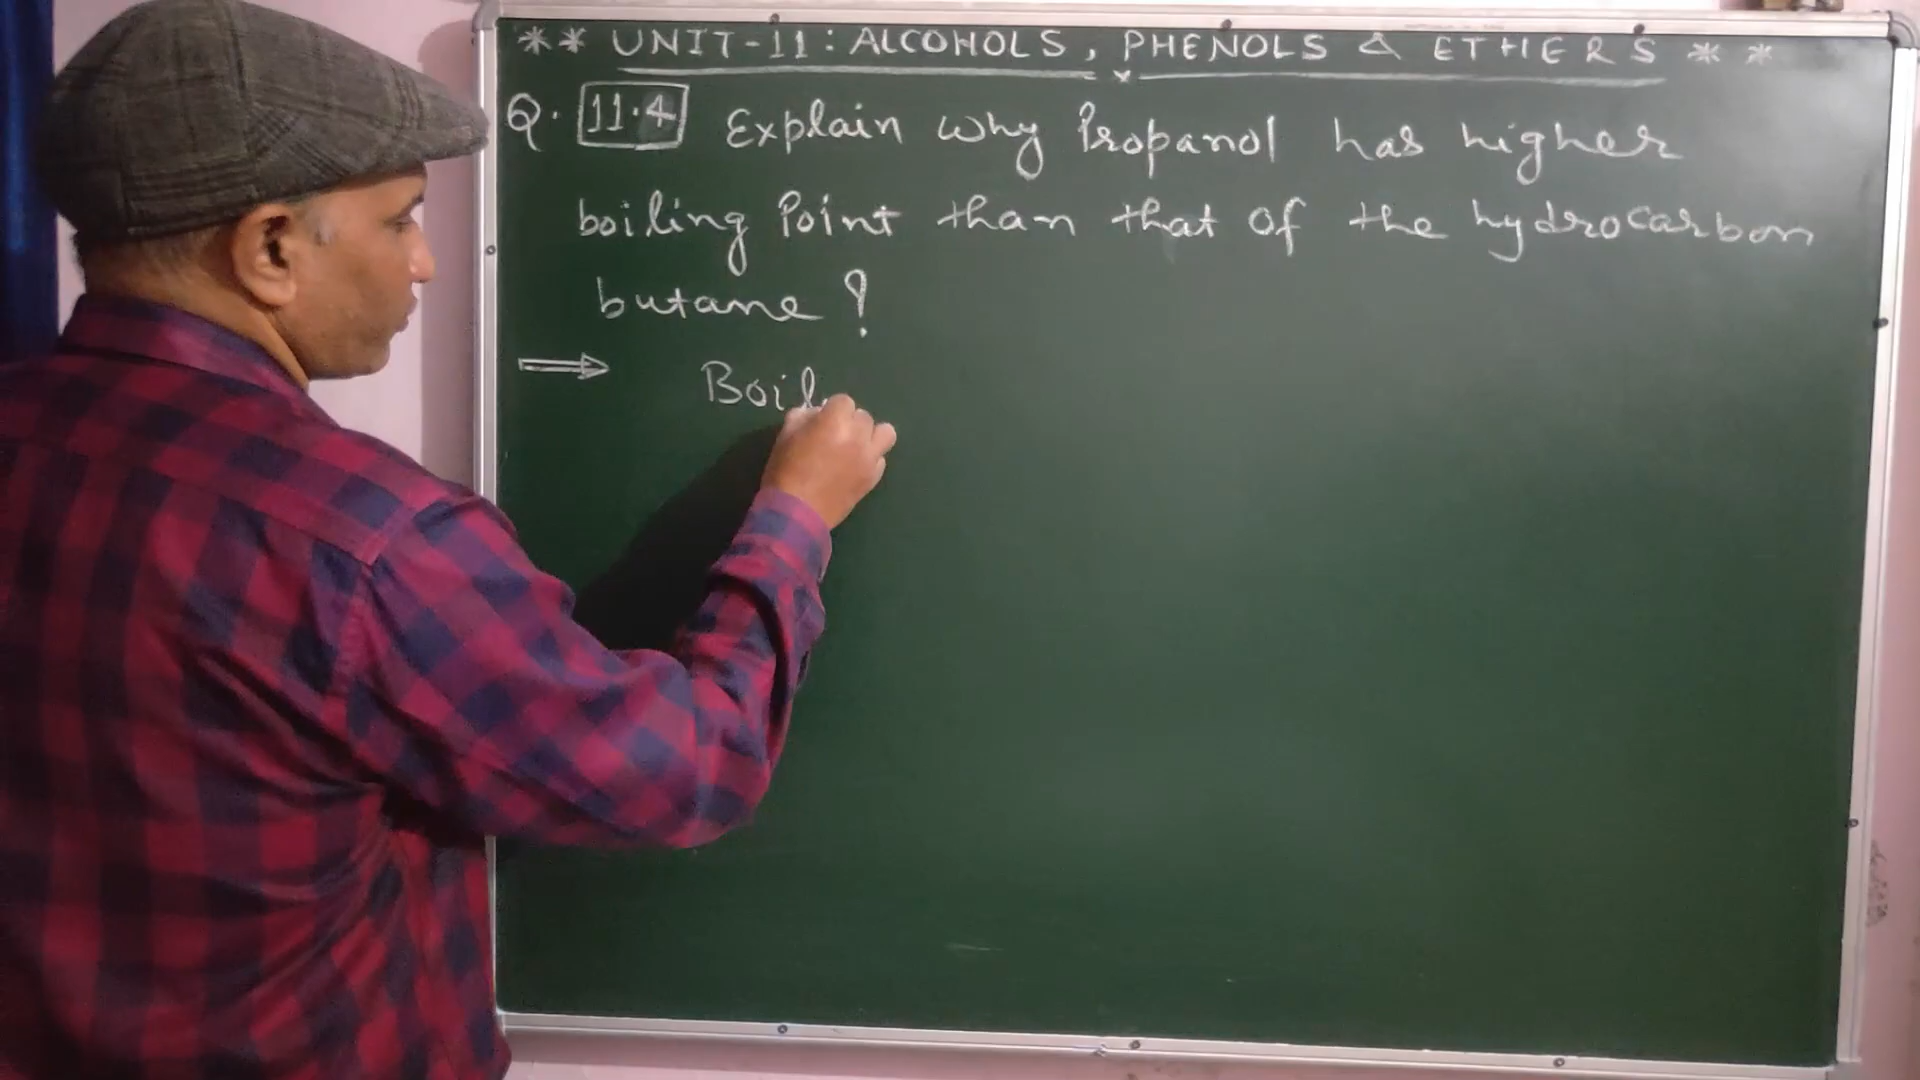 ** UNIT-11: ALCOHOLS, PHENOLS & ETHERS **
Q. 11.4 Explain why Propanol has higher
boiling Point than that of the hydrocarbon
butane ?
⇒ Boil